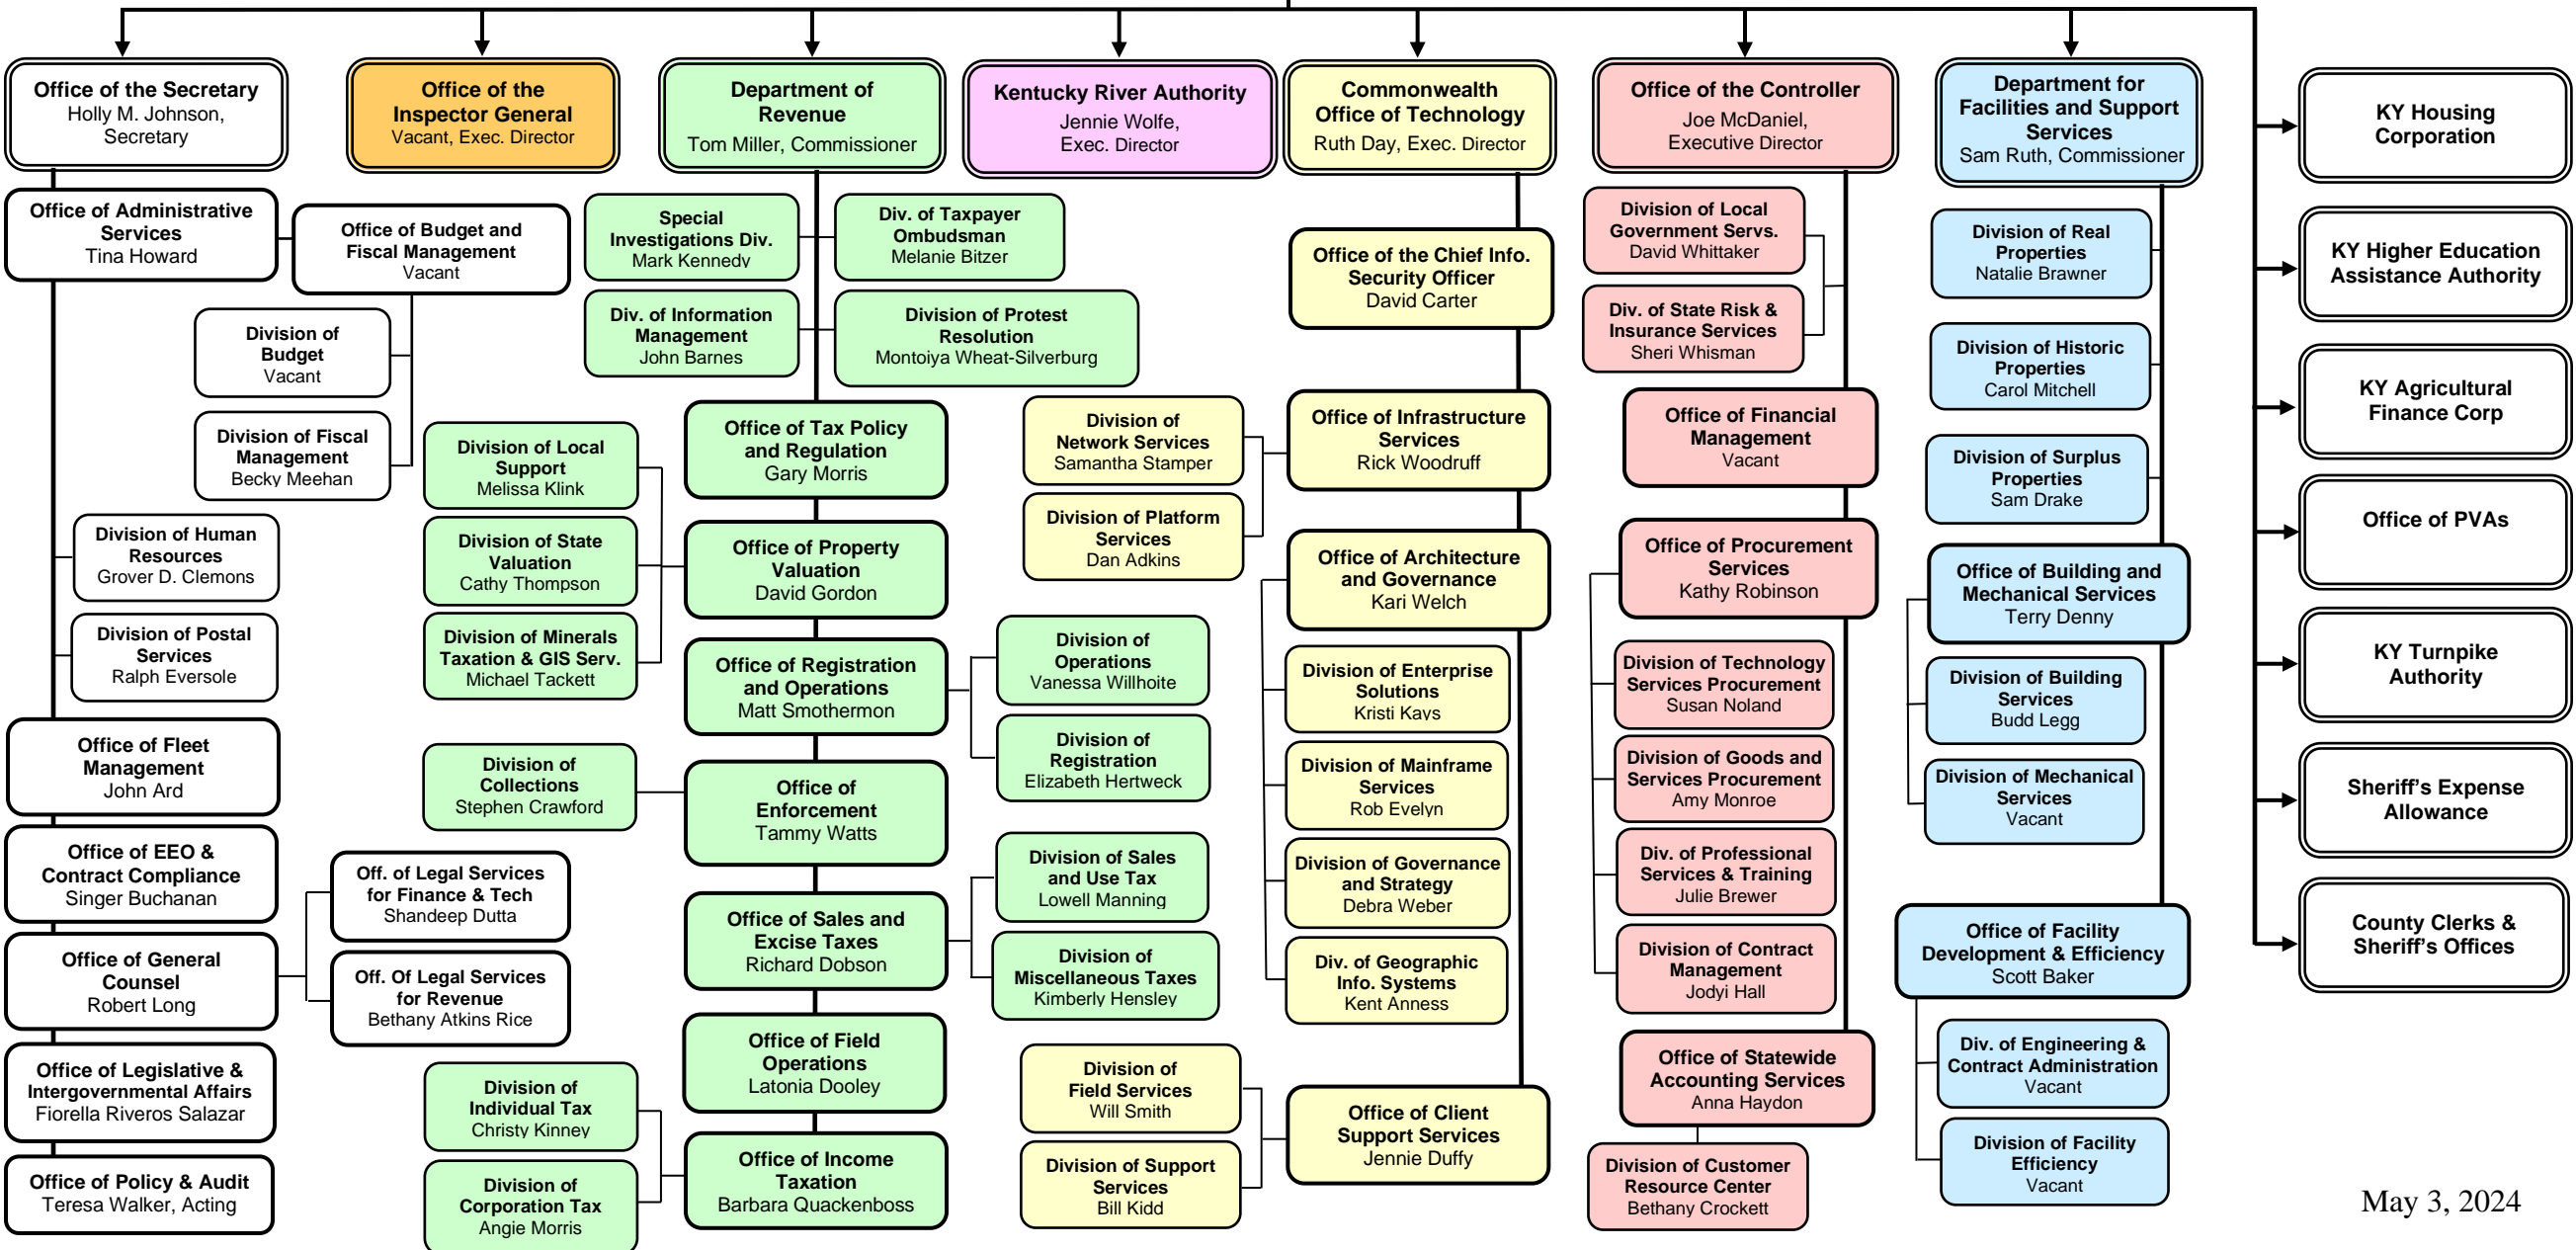 Office of the Secretary
Holly M. Johnson,
Secretary
Office of the
Inspector General
Vacant, Exec. Director
Department of
Revenue
Tom Miller, Commissioner
Kentucky River Authority
Jennie Wolfe,
Exec. Director
Commonwealth
Office of Technology
Ruth Day, Exec. Director
Office of the Controller
Joe McDaniel,
Executive Director
Department for
Facilities and Support
Services
Sam Ruth, Commissioner
Office of Administrative
Services
Tina Howard
Office of Budget and
Fiscal Management
Vacant
Division of
Budget
Vacant
Division of Fiscal
Management
Becky Meehan
Division of Human
Resources
Grover D. Clemons
Division of Postal
Services
Ralph Eversole
Office of Fleet
Management
John Ard
Office of EEO &
Contract Compliance
Singer Buchanan
Office of General
Counsel
Robert Long
Off. of Legal Services
for Finance & Tech
Shandeep Dutta
Off. Of Legal Services
for Revenue
Bethany Atkins Rice
Office of Legislative &
Intergovernmental Affairs
Fiorella Riveros Salazar
Office of Policy & Audit
Teresa Walker, Acting
Special
Investigations Div.
Mark Kennedy
Div. of Taxpayer
Ombudsman
Melanie Bitzer
Div. of Information
Management
John Barnes
Division of Protest
Resolution
Montoiya Wheat-Silverburg
Office of Tax Policy
and Regulation
Gary Morris
Division of Local
Support
Melissa Klink
Division of State
Valuation
Cathy Thompson
Division of Minerals
Taxation & GIS Serv.
Michael Tackett
Office of Property
Valuation
David Gordon
Office of Registration
and Operations
Matt Smothermon
Division of
Operations
Vanessa Willhoite
Division of
Registration
Elizabeth Hertweck
Division of
Collections
Stephen Crawford
Office of
Enforcement
Tammy Watts
Office of Sales and
Excise Taxes
Richard Dobson
Division of Sales
and Use Tax
Lowell Manning
Division of
Miscellaneous Taxes
Kimberly Hensley
Office of Field
Operations
Latonia Dooley
Division of
Individual Tax
Christy Kinney
Division of
Corporation Tax
Angie Morris
Office of Income
Taxation
Barbara Quackenboss
Office of the Chief Info.
Security Officer
David Carter
Division of
Network Services
Samantha Stamper
Division of Platform
Services
Dan Adkins
Office of Infrastructure
Services
Rick Woodruff
Office of Architecture
and Governance
Kari Welch
Division of Enterprise
Solutions
Kristi Kays
Division of Mainframe
Services
Rob Evelyn
Division of Governance
and Strategy
Debra Weber
Div. of Geographic
Info. Systems
Kent Anness
Division of
Field Services
Will Smith
Division of Support
Services
Bill Kidd
Office of Client
Support Services
Jennie Duffy
Division of Local
Government Servs.
David Whittaker
Div. of State Risk &
Insurance Services
Sheri Whisman
Office of Financial
Management
Vacant
Office of Procurement
Services
Kathy Robinson
Division of Technology
Services Procurement
Susan Noland
Division of Goods and
Services Procurement
Amy Monroe
Div. of Professional
Services & Training
Julie Brewer
Division of Contract
Management
Jodyi Hall
Office of Statewide
Accounting Services
Anna Haydon
Division of Customer
Resource Center
Bethany Crockett
Division of Real
Properties
Natalie Brawner
Division of Historic
Properties
Carol Mitchell
Division of Surplus
Properties
Sam Drake
Office of Building and
Mechanical Services
Terry Denny
Division of Building
Services
Budd Legg
Division of Mechanical
Services
Vacant
Office of Facility
Development & Efficiency
Scott Baker
Div. of Engineering &
Contract Administration
Vacant
Division of Facility
Efficiency
Vacant
KY Housing
Corporation
KY Higher Education
Assistance Authority
KY Agricultural
Finance Corp
Office of PVAs
KY Turnpike
Authority
Sheriff's Expense
Allowance
County Clerks &
Sheriff's Offices
May 3, 2024